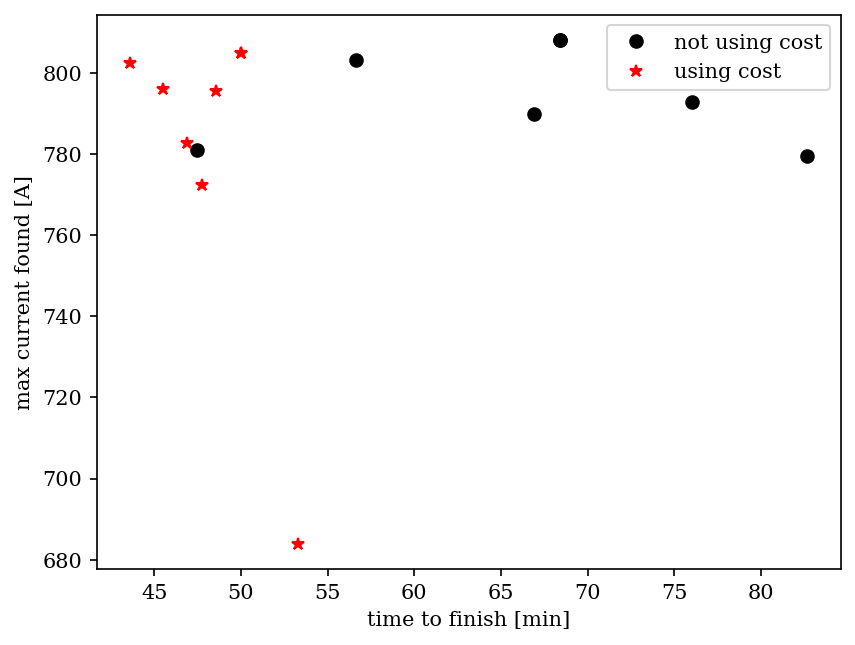 not using cost
using cost
max current found [A]
800
780
760
740
720
700
680
45 50 55 60 65 70 75 80
time to finish [min]